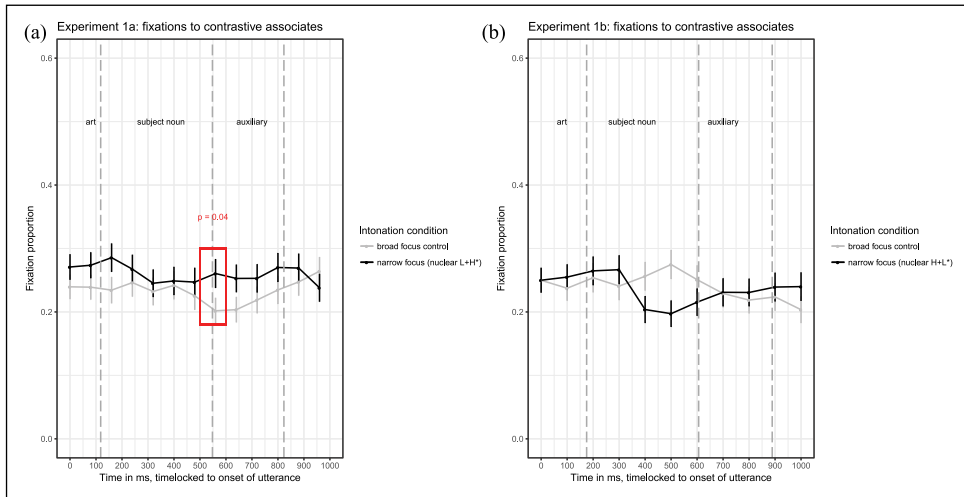 (a)
Experiment 1a: fixations to contrastive associates
0.6
0.4
0.2
0.0
Fixation proportion
art
subject noun
auxiliary
p = 0.04
0 100 200 300 400 500 600 700 800 900 1000
Time in ms, timelocked to onset of utterance
Intonation condition
broad focus control
narrow focus (nuclear L+H*)
(b)
Experiment 1b: fixations to contrastive associates
0.6
0.4
0.2
0.0
Fixation proportion
art
subject noun
auxiliary
0 100 200 300 400 500 600 700 800 900 1000
Time in ms, timelocked to onset of utterance
Intonation condition
broad focus control
narrow focus (nuclear H+L*)